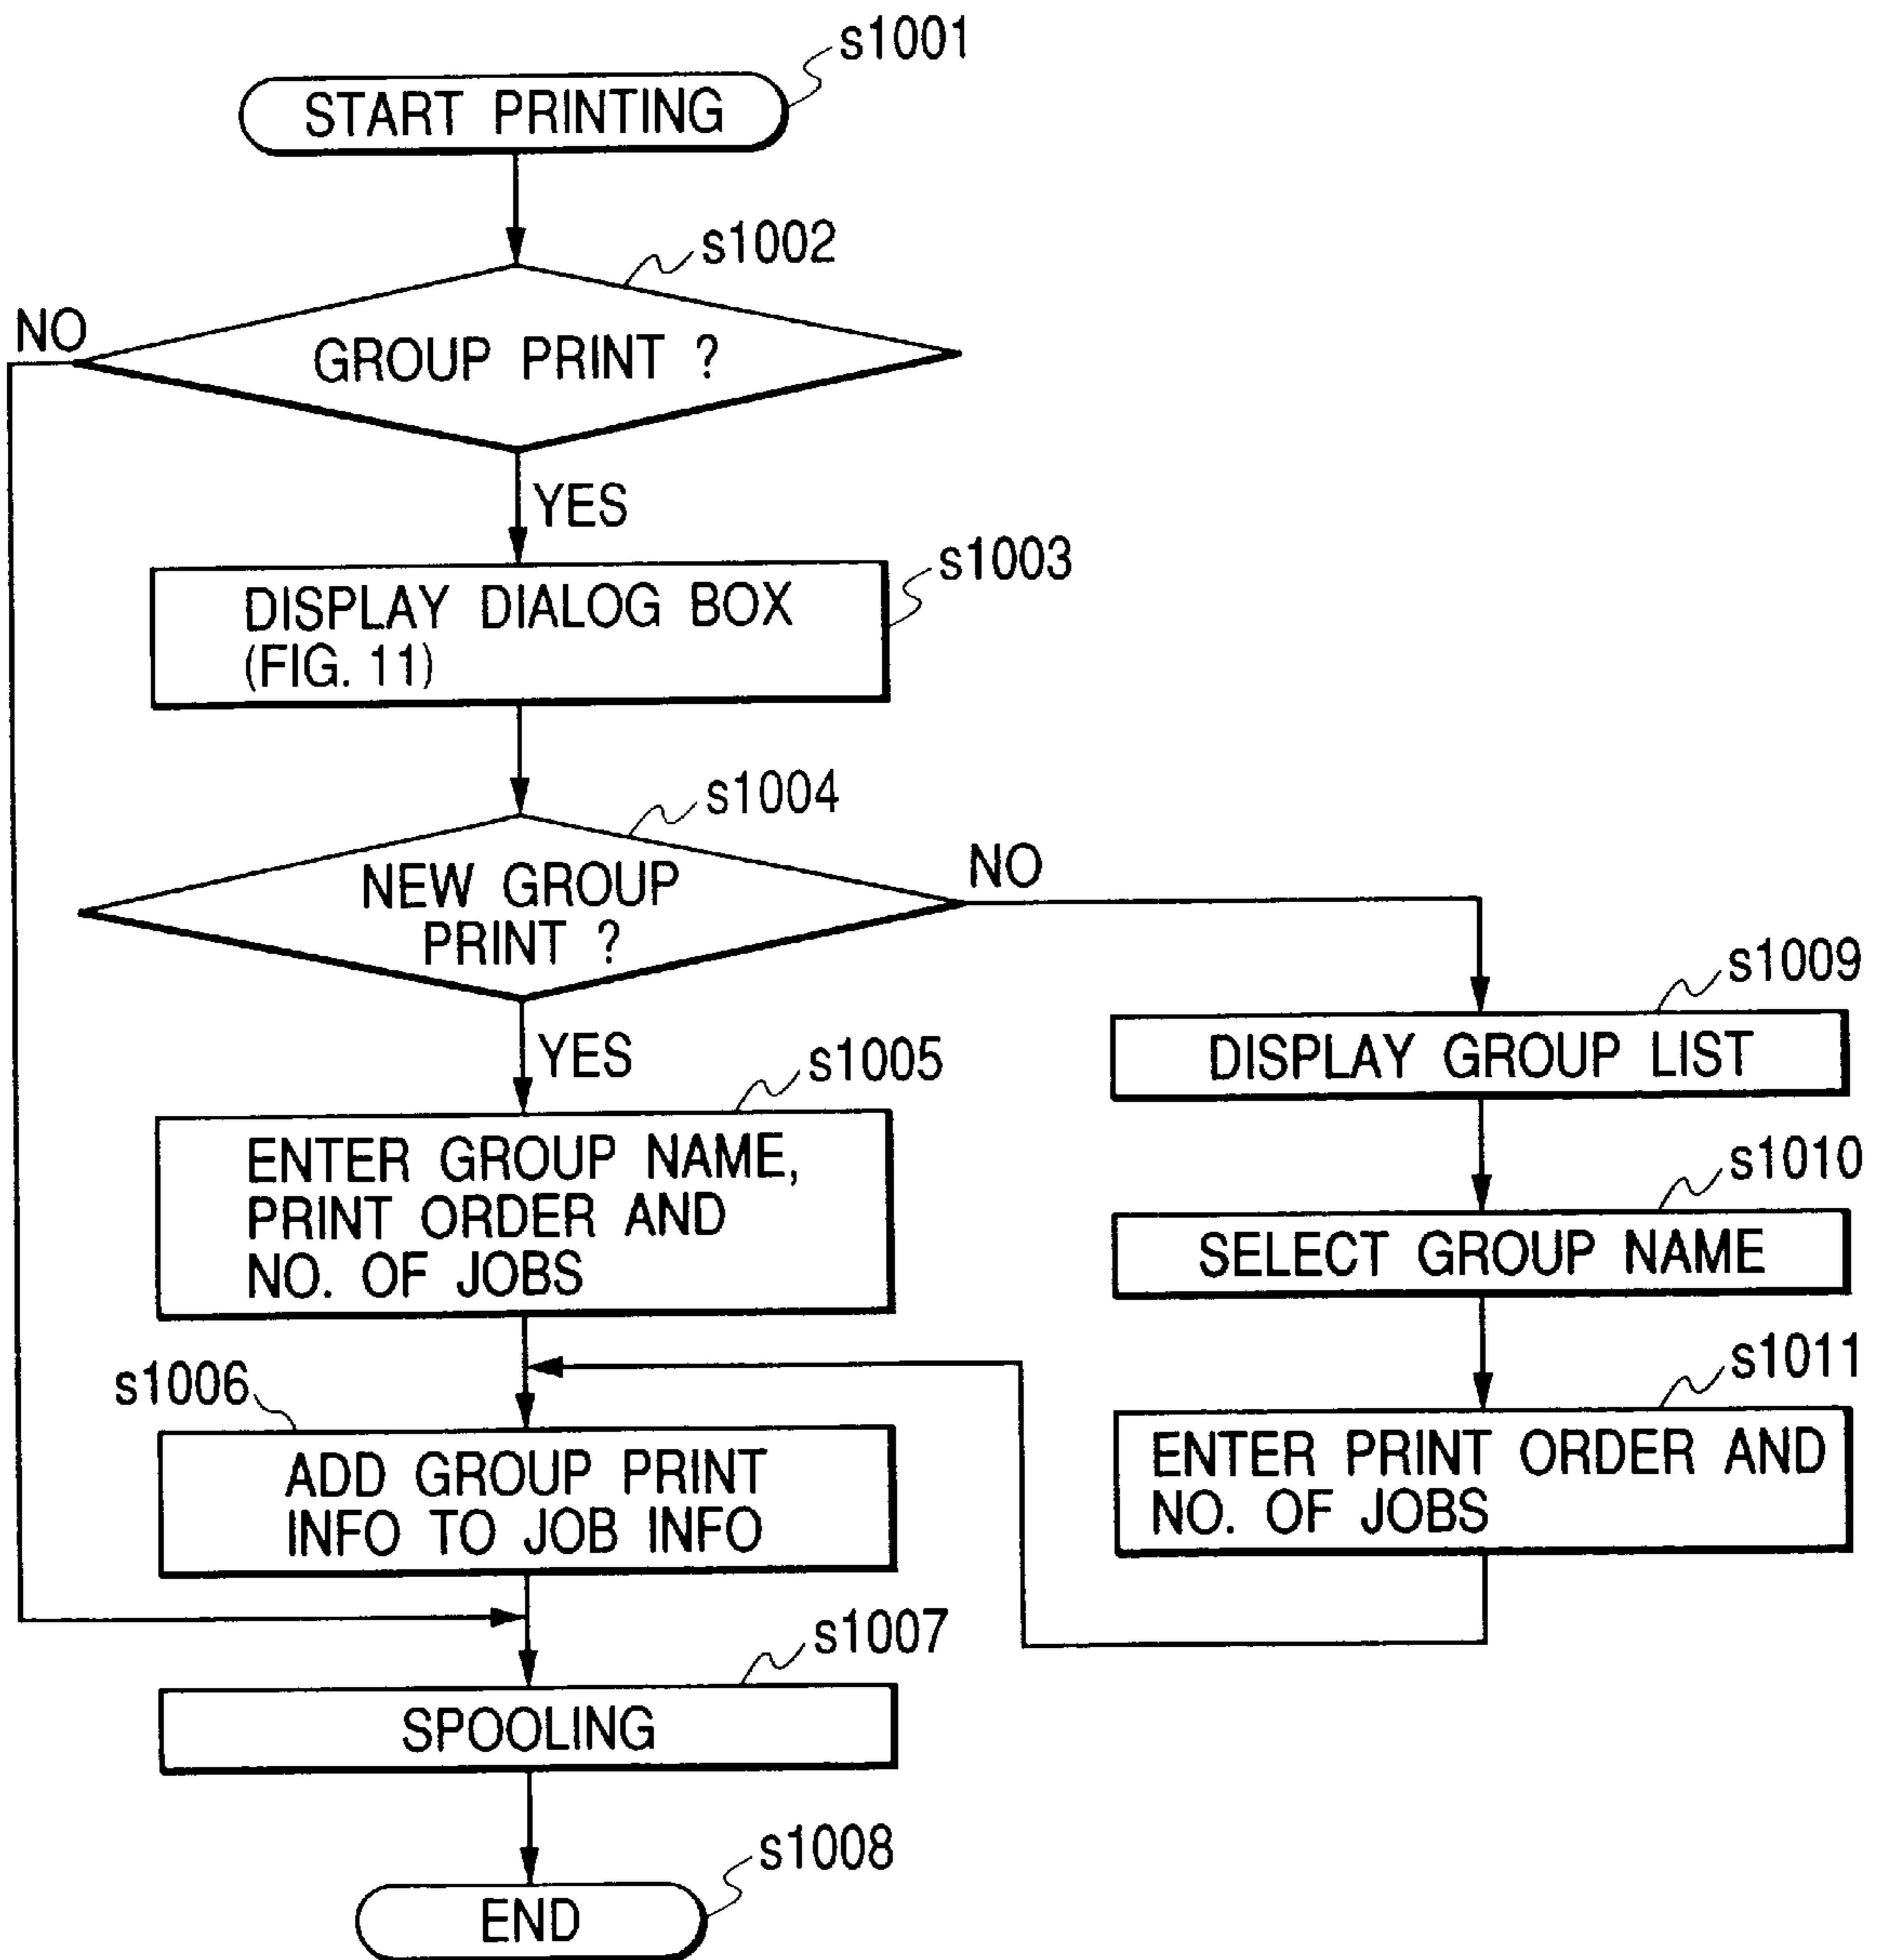 s1001
START PRINTING
s1002
NO
GROUP PRINT ?
YES
s1003
DISPLAY DIALOG BOX
(FIG. 11)
s1004
NEW GROUP
PRINT ?
NO
YES
s1005
ENTER GROUP NAME,
PRINT ORDER AND
NO. OF JOBS
s1009
DISPLAY GROUP LIST
s1010
SELECT GROUP NAME
s1011
ENTER PRINT ORDER AND
NO. OF JOBS
s1006
ADD GROUP PRINT
INFO TO JOB INFO
s1007
SPOOLING
s1008
END